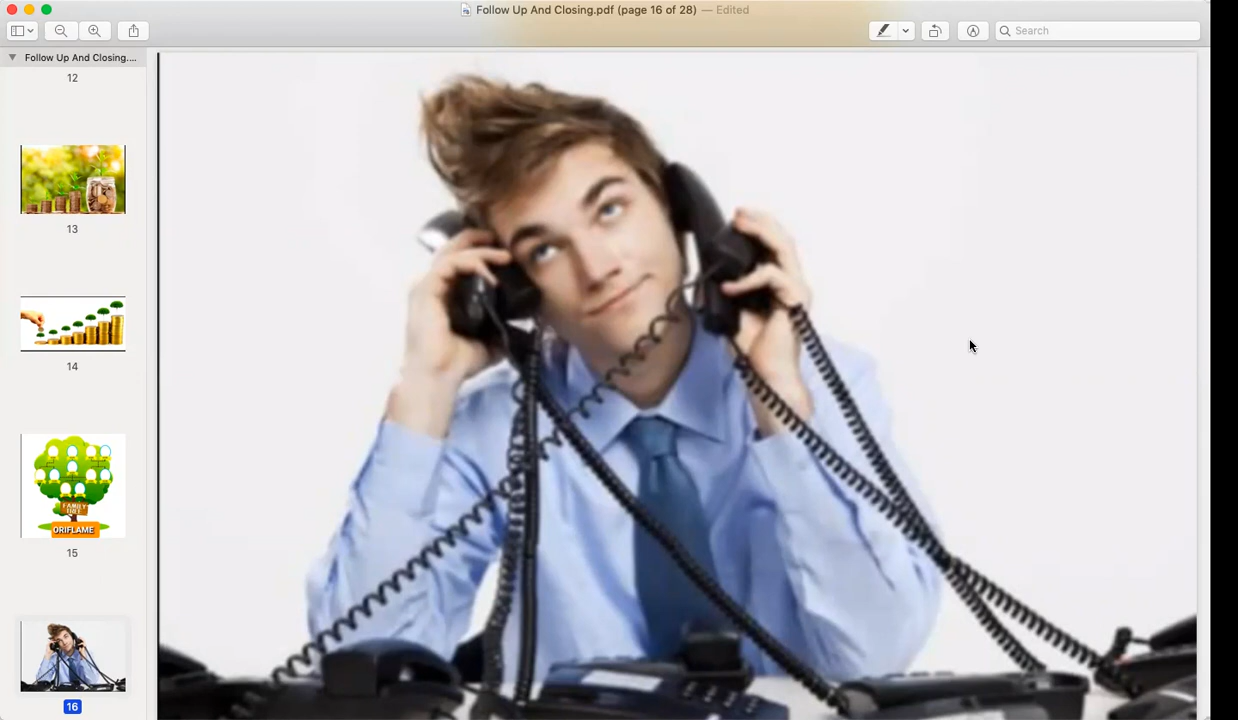 Follow Up And Closing.pdf (page 16 of 28) — Edited
Search
Follow Up And Closing....
12
13
14
FAMILY
TREE
ORIFLAME
15
16